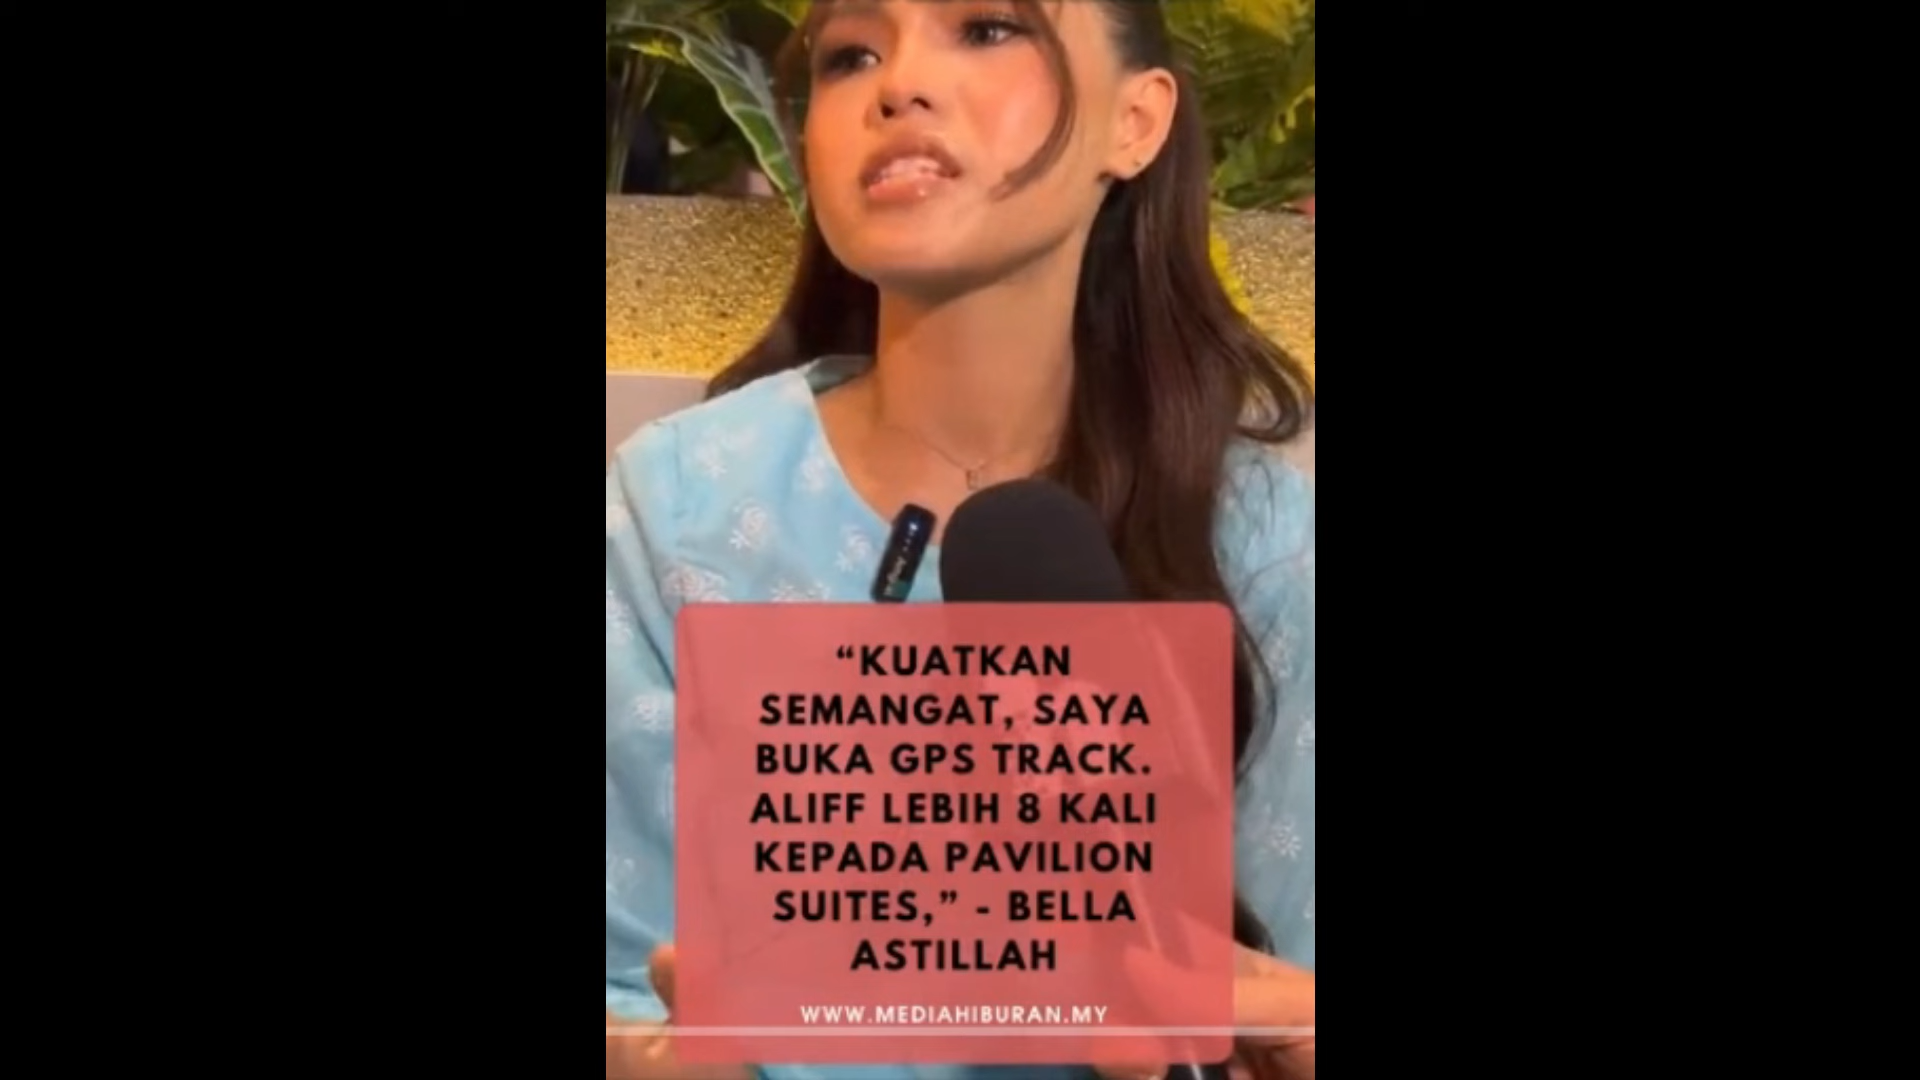 “KUATKAN
SEMANGAT, SAYA
BUKA GPS TRACK.
ALIFF LEBIH 8 KALI
KEPADA PAVILION
SUITES,” - BELLA
ASTILLAH
WWW.MEDIAHIBURAN.MY